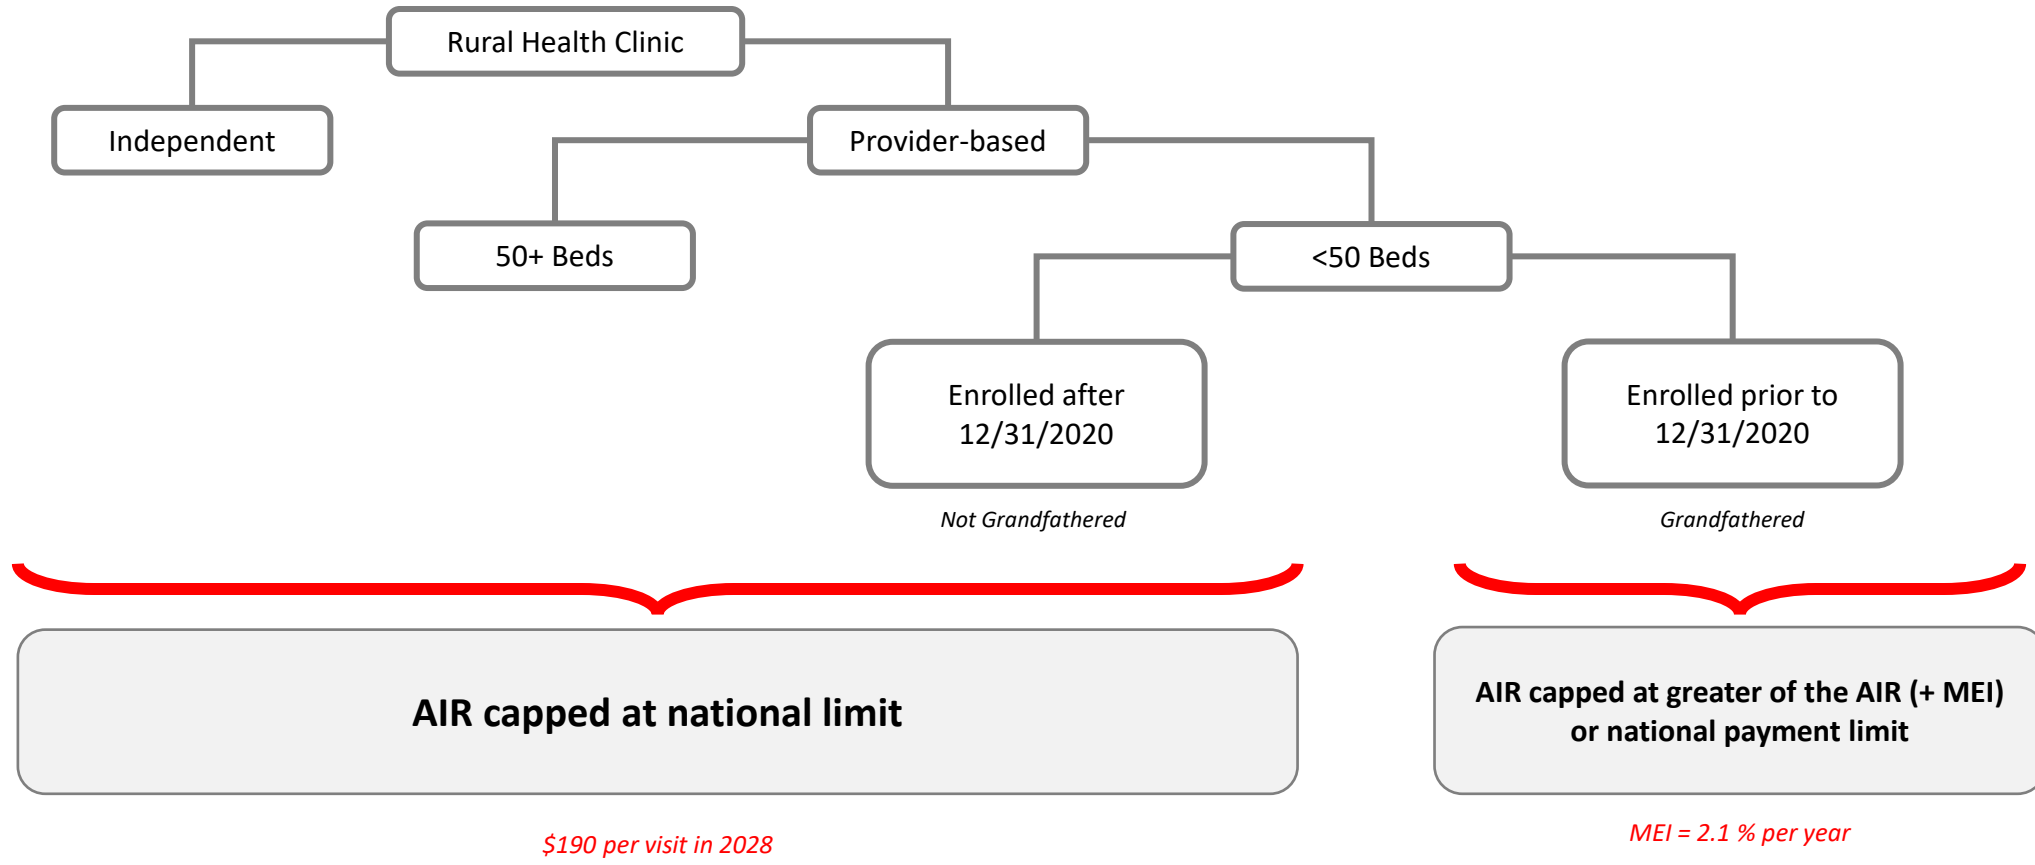 Rural Health Clinic
Independent
Provider-based
50+ Beds
<50 Beds
Enrolled after
12/31/2020
Enrolled prior to
12/31/2020
Not Grandfathered
Grandfathered
AIR capped at national limit
AIR capped at greater of the AIR (+ MEI)
or national payment limit
$190 per visit in 2028
MEI = 2.1 % per year